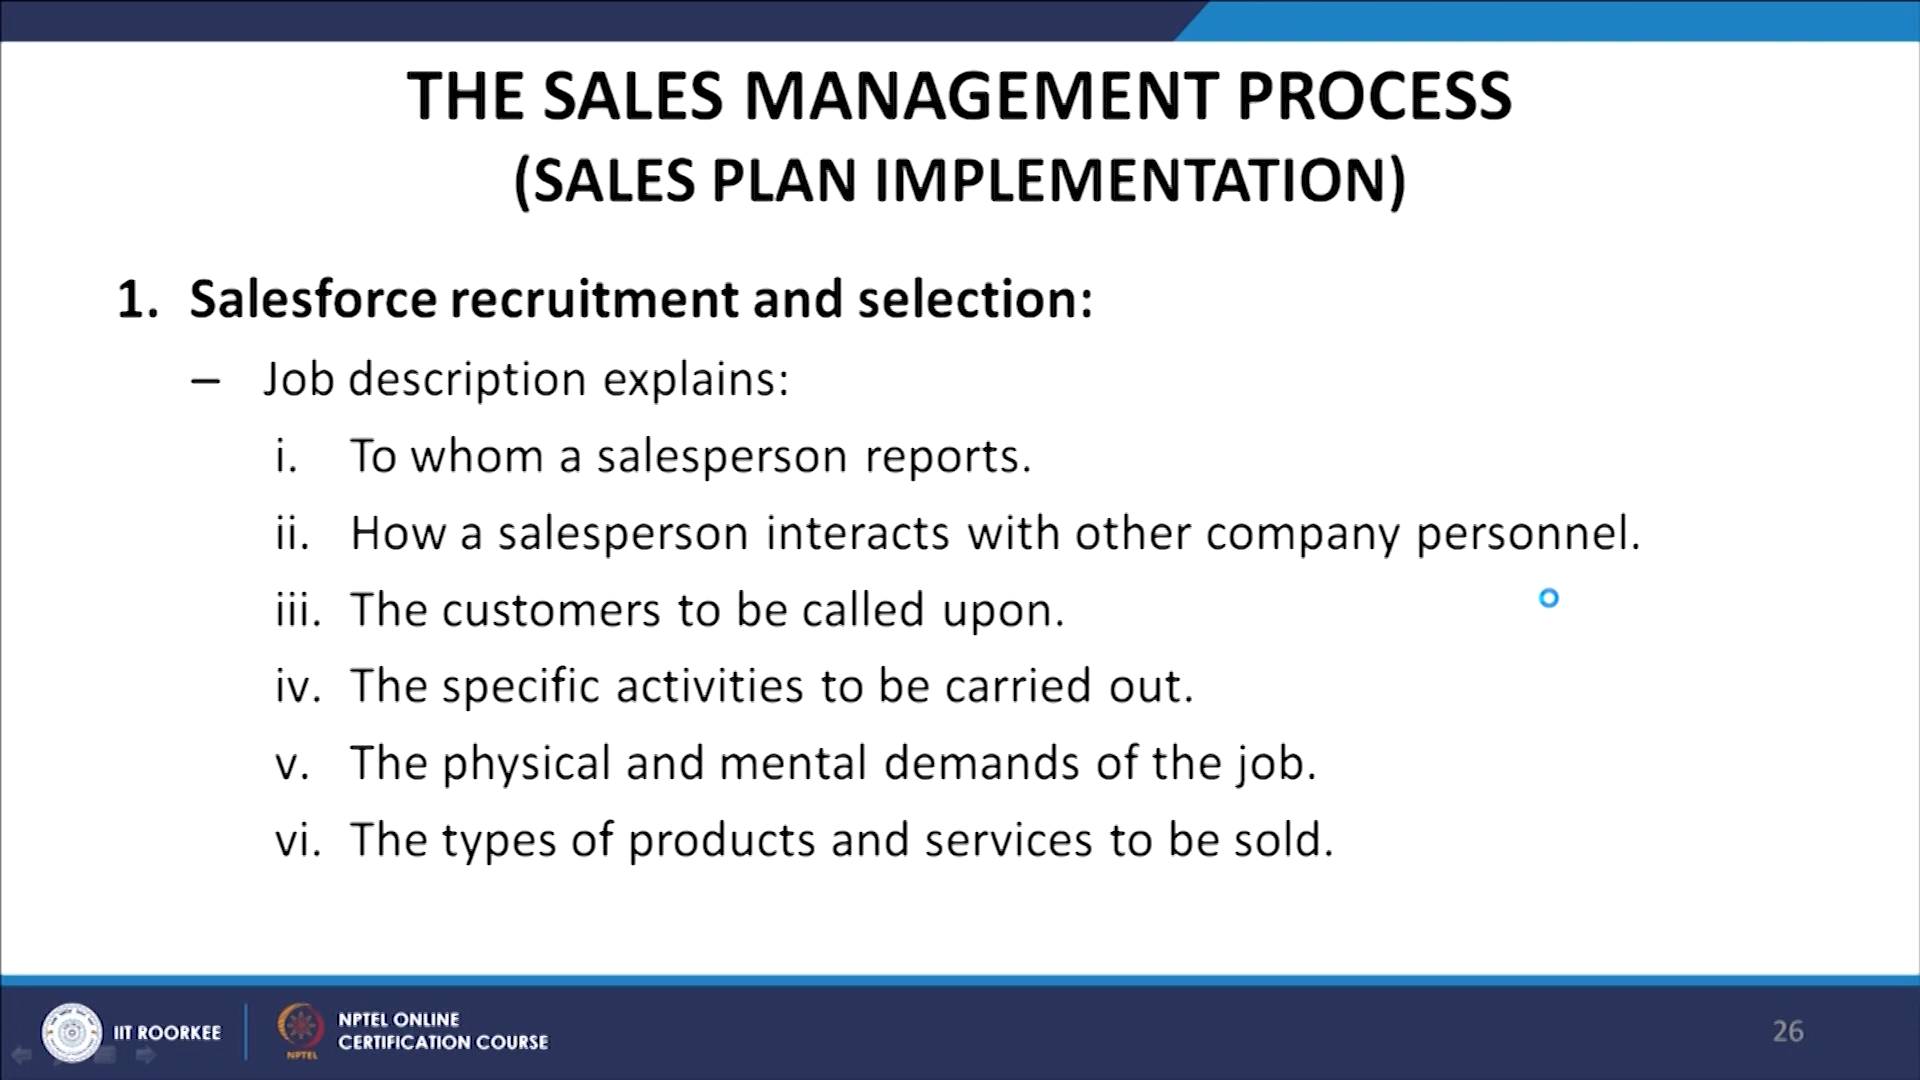 THE SALES MANAGEMENT PROCESS
(SALES PLAN IMPLEMENTATION)
1. Salesforce recruitment and selection:
– Job description explains:
i. To whom a salesperson reports.
ii. How a salesperson interacts with other company personnel.
iii. The customers to be called upon.
iv. The specific activities to be carried out.
v. The physical and mental demands of the job.
vi. The types of products and services to be sold.
IIT ROORKEE
NPTEL
NPTEL ONLINE
CERTIFICATION COURSE
26